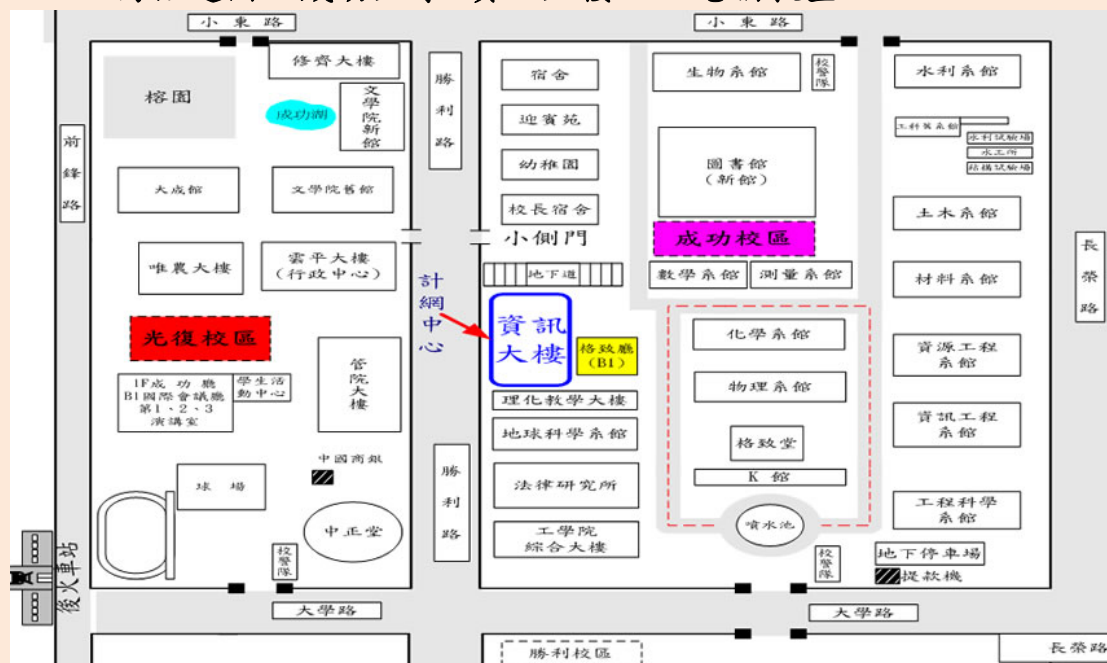 小東路
小東路
修齊大樓
榕園
成功湖
文學院新館
勝利路
前鋒路
大成館
文學院舊館
唯農大樓
雲平大樓
(行政中心)
光復校區
1F成功廳
B1國際會議廳
第1、2、3
演講室
學生活
動中心
管院大樓
中國商銀
球場
中正堂
校警隊
後火車站
大學路
計網中心
勝利路
宿舍
迎賓苑
幼稚園
校長宿舍
小側門
地下道
資訊
大樓
格致廳
(B1)
理化教學大樓
地球科學系館
法律研究所
工學院
綜合大樓
生物系館
校警隊
圖書館
(新館)
成功校區
數學系館
測量系館
化學系館
物理系館
格致堂
K館
噴水池
校警隊
水利系館
工科舊系館
水利試驗場
水工所
結構試驗場
土木系館
材料系館
資源工程
系館
資訊工程
系館
工程科學
系館
地下停車場
提款機
長榮路
大學路
勝利校區
長榮路